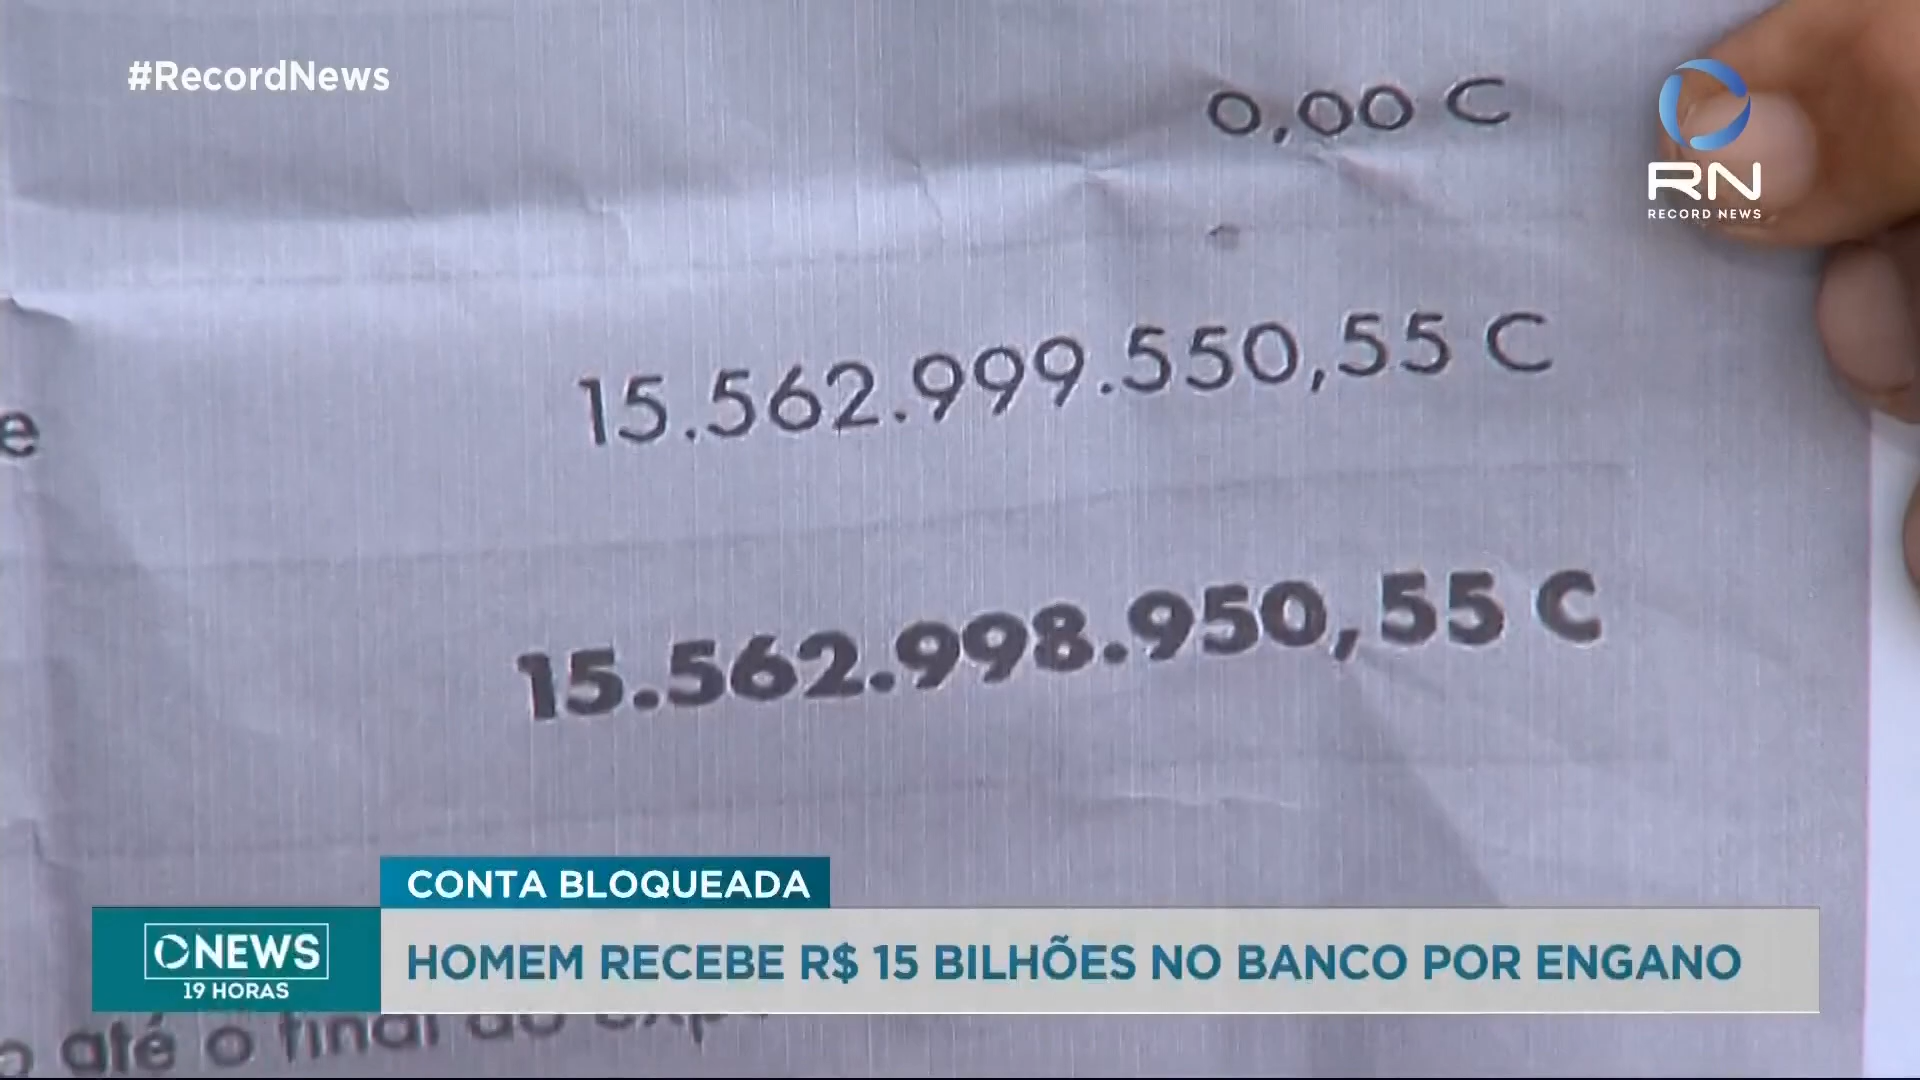 #RecordNews
0,00 C
RN
RECORD NEWS
15.562.999.550,55 C
e
15.562.998.950,55 C
CONTA BLOQUEADA
NEWS
19 HORAS
HOMEM RECEBE R$ 15 BILHÕES NO BANCO POR ENGANO
até o final do